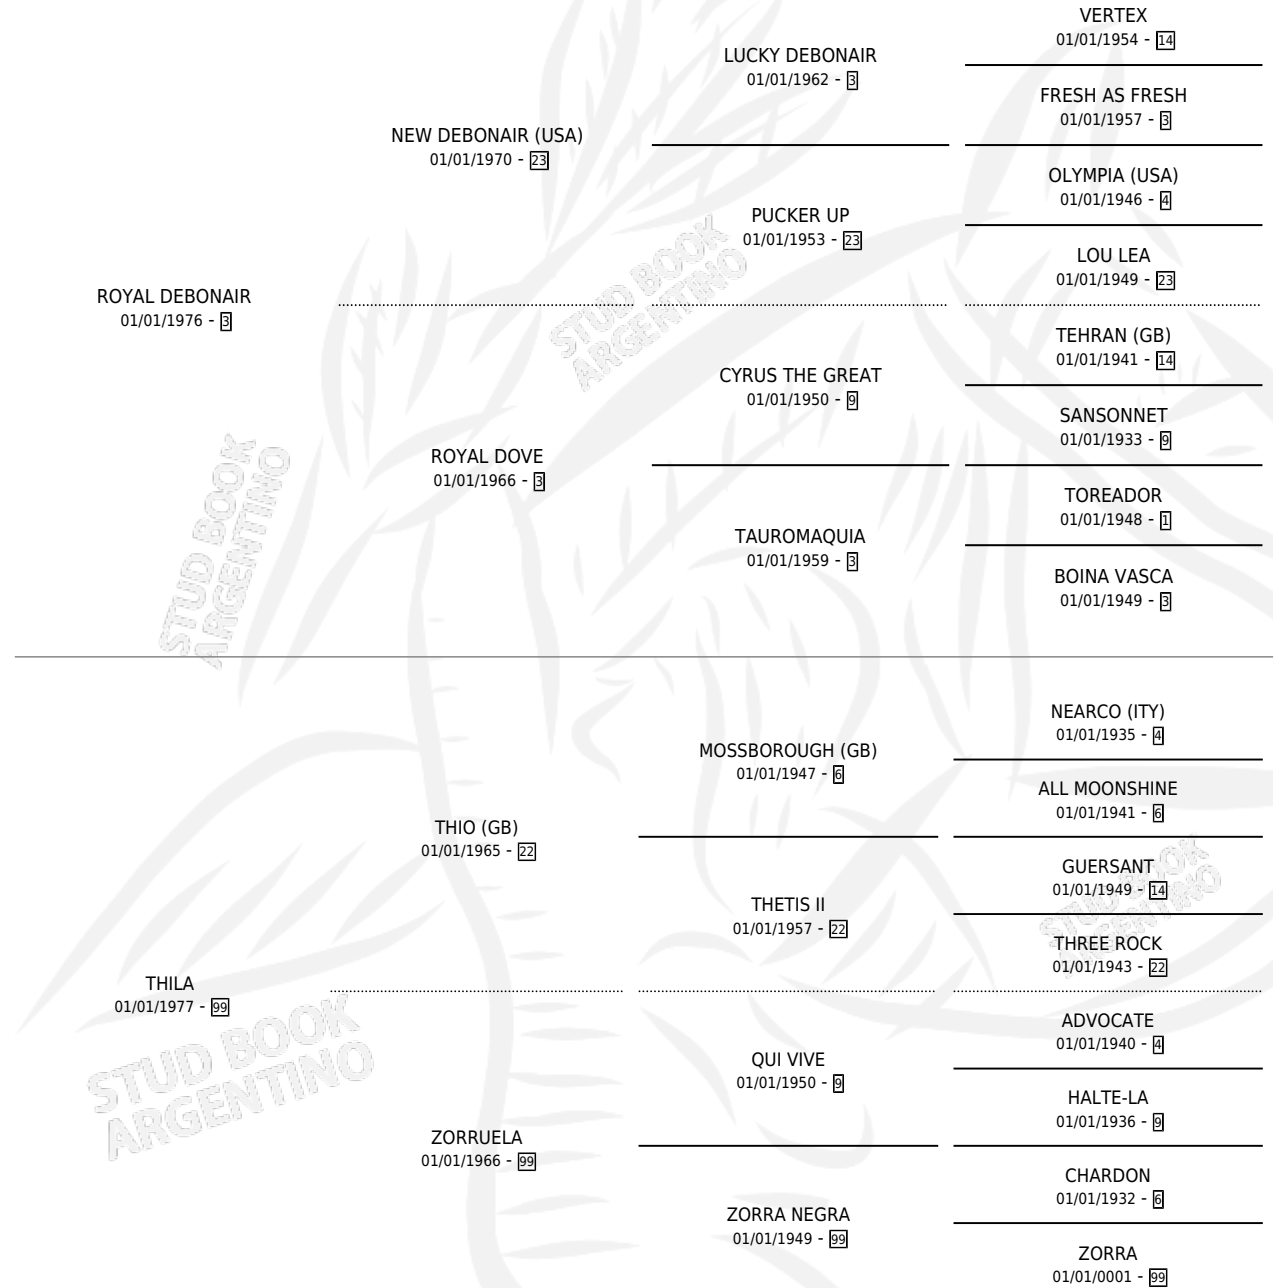 VERTEX
01/01/1954 - 14
LUCKY DEBONAIR
01/01/1962 - 3
FRESH AS FRESH
01/01/1957 - 3
NEW DEBONAIR (USA)
01/01/1970 - 23
OLYMPIA (USA)
01/01/1946 - 4
PUCKER UP
01/01/1953 - 23
LOU LEA
01/01/1949 - 23
ROYAL DEBONAIR
01/01/1976 - 3
STUD BOOK
ARGENTINO
TEHRAN (GB)
01/01/1941 - 14
CYRUS THE GREAT
01/01/1950 - 9
SANSONNET
01/01/1933 - 9
ROYAL DOVE
01/01/1966 - 3
TOREADOR
01/01/1948 - 1
TAUROMAQUIA
01/01/1959 - 3
BOINA VASCA
01/01/1949 - 3
STUD BOOK
ARGENTINO
NEARCO (ITY)
01/01/1935 - 4
MOSSBOROUGH (GB)
01/01/1947 - 6
ALL MOONSHINE
01/01/1941 - 6
THIO (GB)
01/01/1965 - 22
GUERSANT
01/01/1949 - 14
THETIS II
01/01/1957 - 22
THREE ROCK
01/01/1943 - 22
STUD BOOK
ARGENTINO
THILA
01/01/1977 - 99
ADVOCATE
01/01/1940 - 4
QUI VIVE
01/01/1950 - 9
HALTE-LA
01/01/1936 - 9
STUD BOOK
ARGENTINO
ZORRUELA
01/01/1966 - 99
CHARDON
01/01/1932 - 6
ZORRA NEGRA
01/01/1949 - 99
ZORRA
01/01/0001 - 99